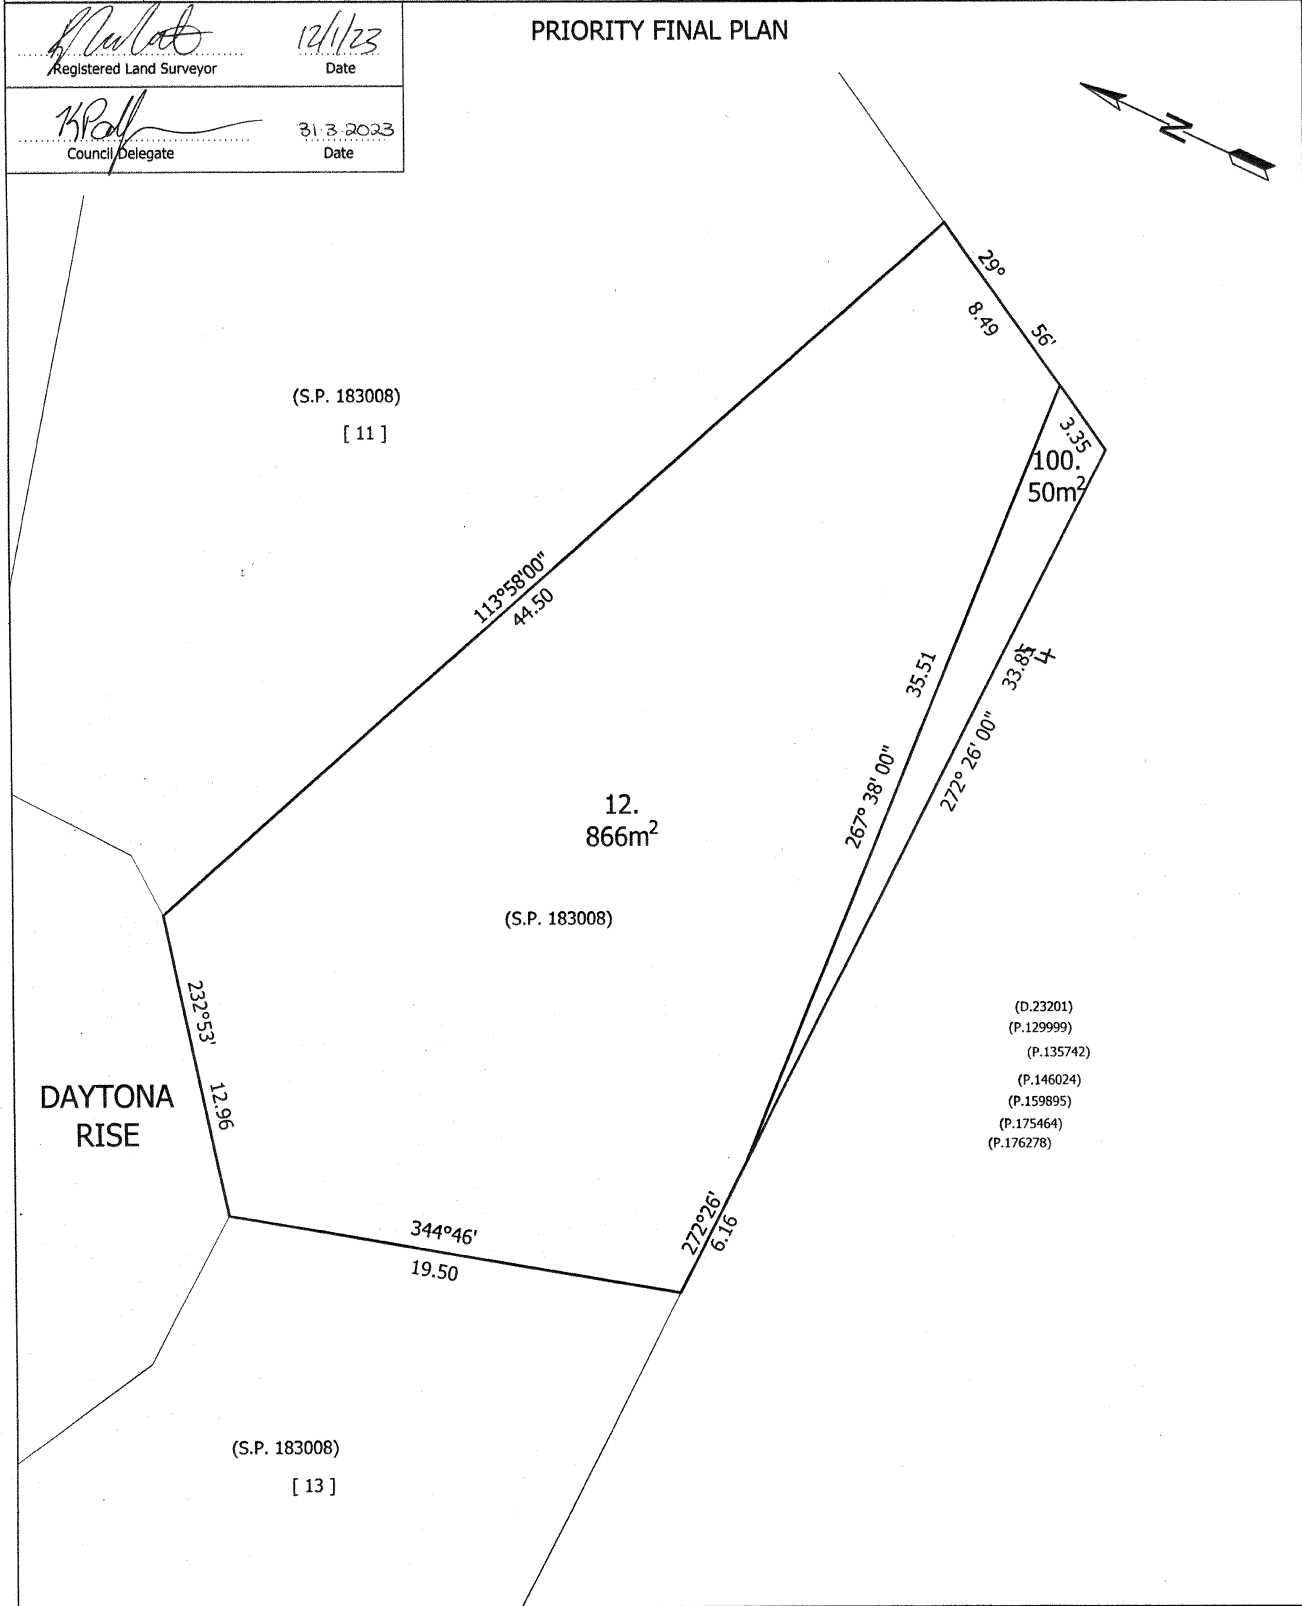 PRIORITY FINAL PLAN
12/1/23
Registered Land Surveyor
Date
31-3-2023
Council Delegate
Date
N
29°
56'
8.49
3.35
100.
50m²
(S.P. 183008)
[ 11 ]
113°58'00"
44.50
35.51
33.85
4
267° 38' 00"
272° 26' 00"
12.
866m²
(S.P. 183008)
232°53'
12.96
DAYTONA
RISE
(D.23201)
(P.129999)
(P.135742)
(P.146024)
(P.159895)
(P.175464)
(P.176278)
272°26'
6.16
344°46'
19.50
(S.P. 183008)
[ 13 ]